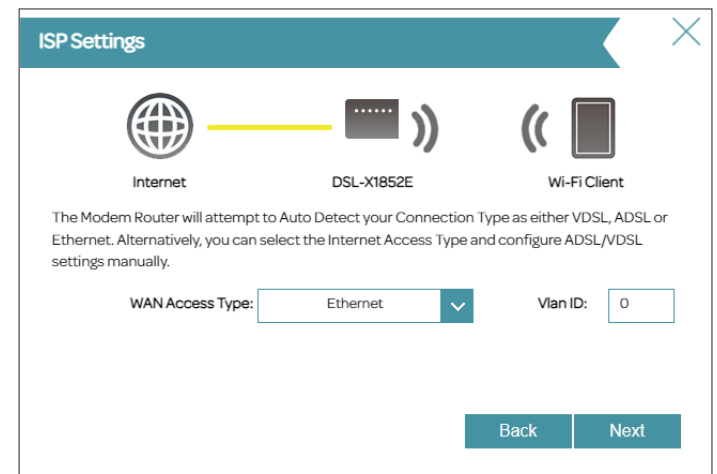 ISP Settings
Internet
DSL-X1852E
Wi-Fi Client
The Modem Router will attempt to Auto Detect your Connection Type as either VDSL, ADSL or
Ethernet. Alternatively, you can select the Internet Access Type and configure ADSL/VDSL
settings manually.
WAN Access Type: Ethernet Vlan ID: 0
Back Next